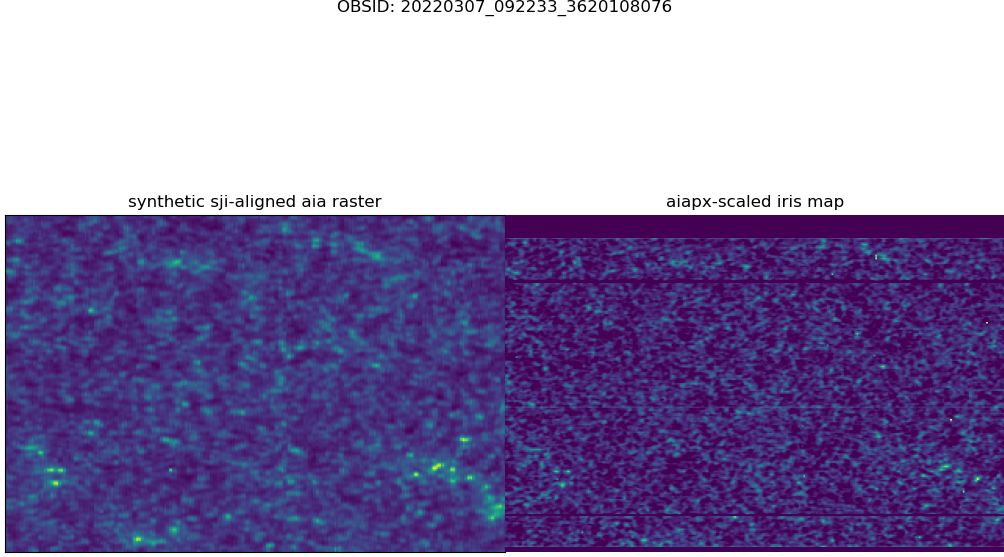 OBSID: 20220307_092233_3620108076
synthetic sji-aligned aia raster
aiapx-scaled iris map